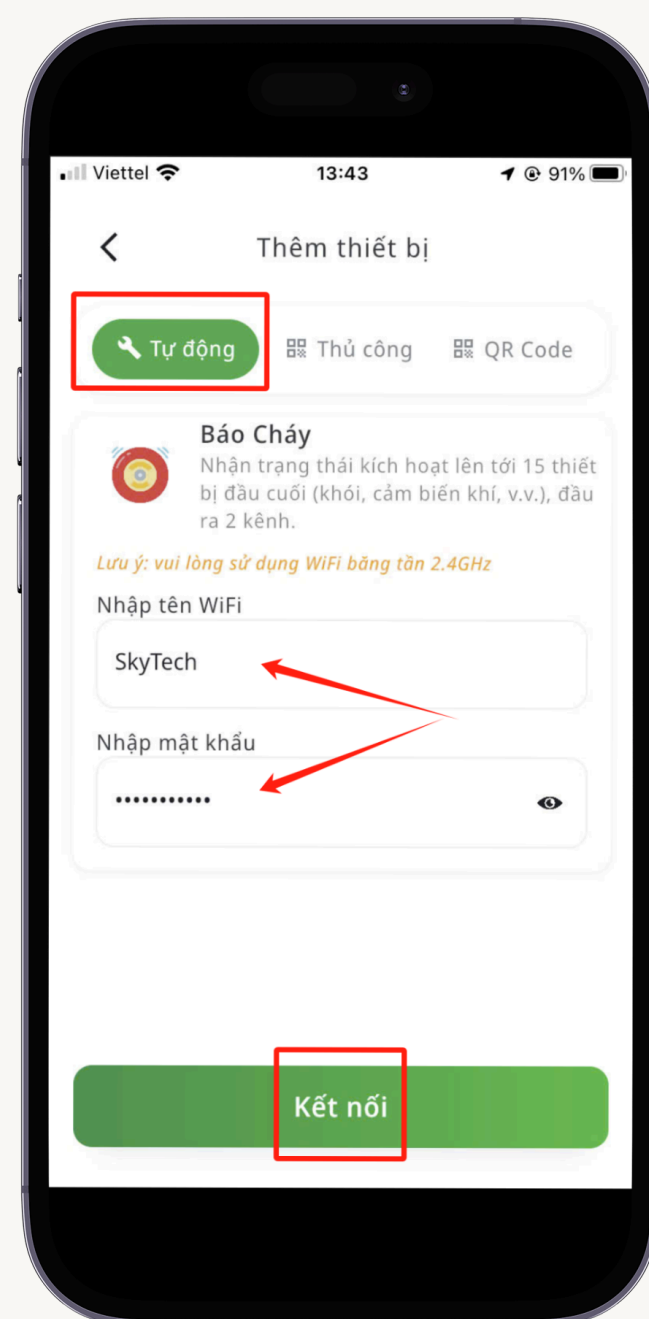 Viettel 13:43 91%
Thêm thiết bị
Tự động Thủ công QR Code
Báo Cháy
Nhận trạng thái kích hoạt lên tới 15 thiết
bị đầu cuối (khói, cảm biến khí, v.v.), đầu
ra 2 kênh.
Lưu ý: vui lòng sử dụng WiFi băng tần 2.4GHz
Nhập tên WiFi
SkyTech
Nhập mật khẩu
•••••••••••
Kết nối